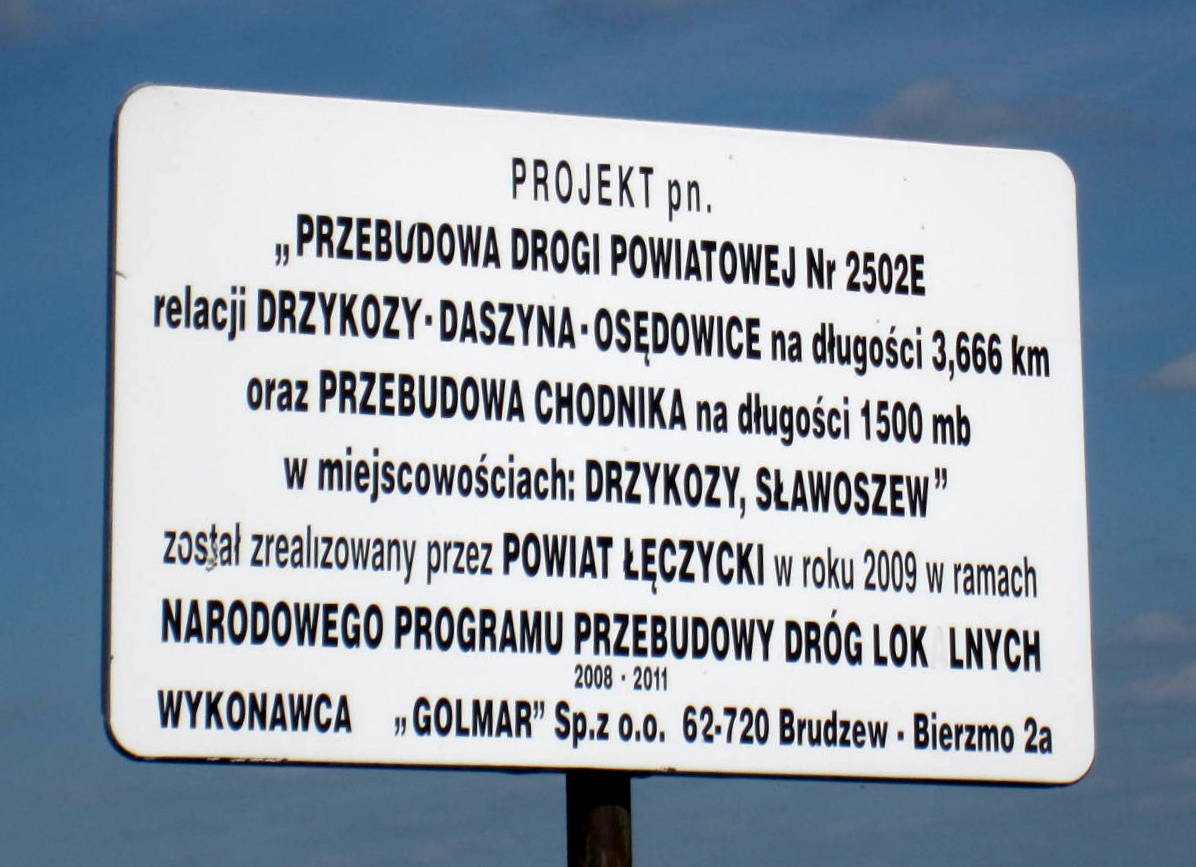 PROJEKT pn.
„PRZEBUDOWA DROGI POWIATOWEJ Nr 2502E
relacji DRZYKOZY-DASZYNA-OSĘDOWICE na długości 3,666 km
oraz PRZEBUDOWA CHODNIKA na długości 1500 mb
w miejscowościach: DRZYKOZY, SŁAWOSZEW”
został zrealizowany przez POWIAT ŁĘCZYCKI w roku 2009 w ramach
NARODOWEGO PROGRAMU PRZEBUDOWY DRÓG LOK LNYCH
2008 - 2011
WYKONAWCA „GOLMAR” Sp.z o.o. 62-720 Brudzew - Bierzmo 2a